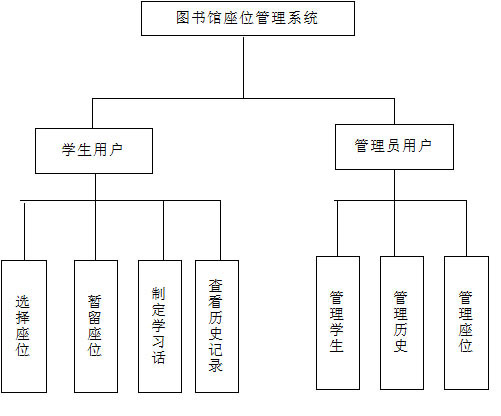 图书馆座位管理系统
学生用户
管理员用户
选择座位
暂留座位
制定学习话
查看历史记录
管理学生
管理历史
管理座位